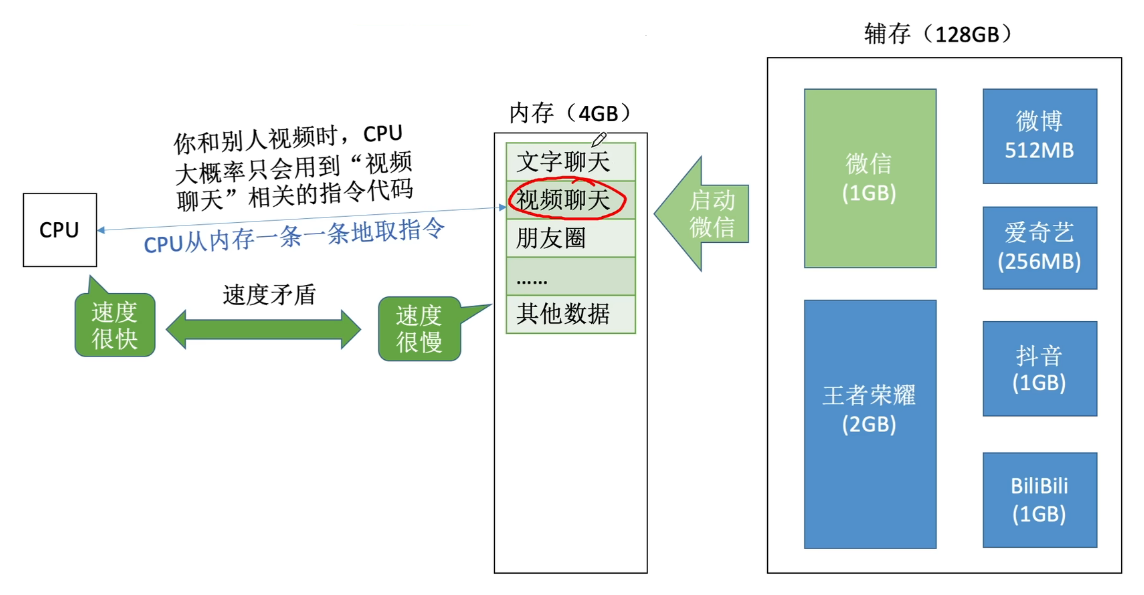 辅存（128GB）
内存（4GB）
你和别人视频时，CPU
大概率只会用到“视频
聊天”相关的指令代码
CPU
CPU从内存一条一条地取指令
速度
很快
速度矛盾
速度
很慢
文字聊天
视频聊天
朋友圈
......
其他数据
启动
微信
微信
(1GB)
王者荣耀
(2GB)
微博
512MB
爱奇艺
(256MB)
抖音
(1GB)
BiliBili
(1GB)